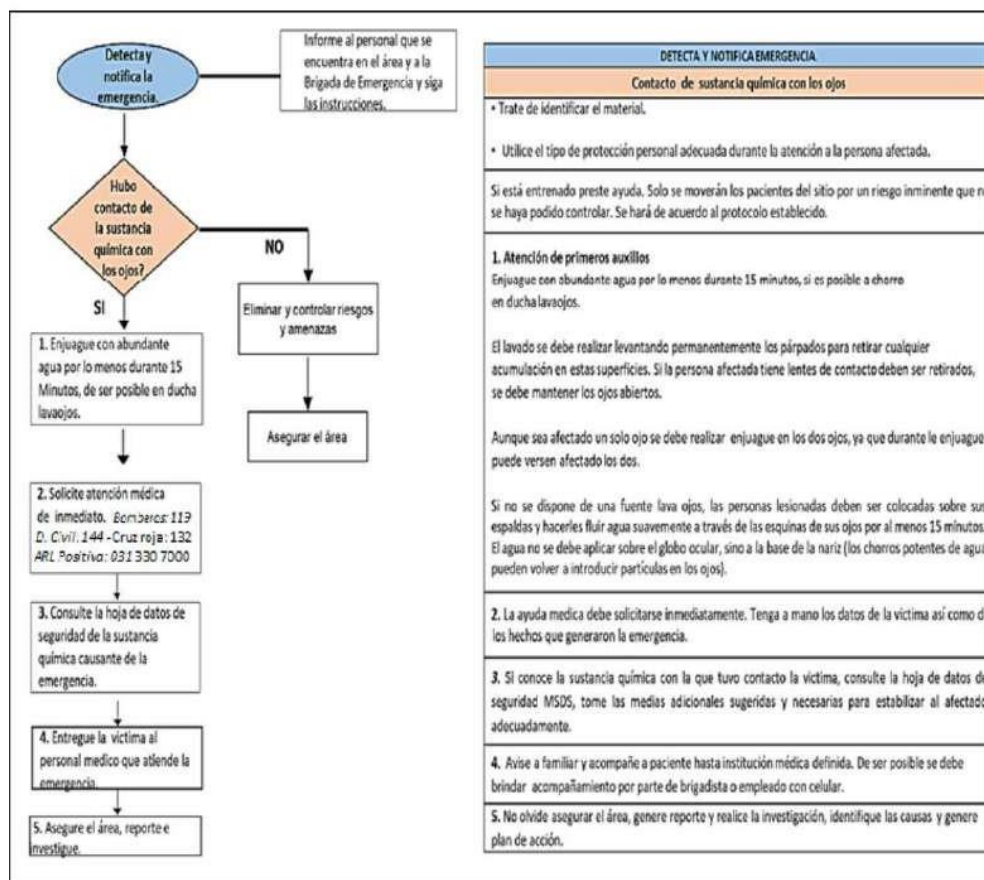 Detecta y
notifica la
emergencia.
Informe al personal que se
encuentra en el área y a la
Brigada de Emergencia y siga
las instrucciones.
Hubo
contacto de
la sustancia
química con
los ojos?
NO
SI
Eliminar y controlar riesgos
y amenazas
Asegurar el área
1. Enjuague con abundante
agua por lo menos durante 15
Minutos, de ser posible en ducha
lavaojos.
2. Solicite atención médica
de inmediato. Bomberos: 119
D. Civil. 144 - Cruz roja: 132
ARL Positiva: 031 330 7000
3. Consulte la hoja de datos de
seguridad de la sustancia
química causante de la
emergencia.
4. Entregue la victima al
personal medico que atiende la
emergencia.
5. Asegure el área, reporte e
investigue.
DETECTA Y NOTIFICA EMERGENCIA
Contacto de sustancia química con los ojos
• Trate de identificar el material.
• Utilice el tipo de protección personal adecuada durante la atención a la persona afectada.
Si está entrenado preste ayuda. Solo se moverán los pacientes del sitio por un riesgo inminente que n
se haya podido controlar. Se hará de acuerdo al protocolo establecido.
1. Atención de primeros auxilios
Enjuague con abundante agua por lo menos durante 15 minutos, si es posible a chorro
en ducha lavaojos.
El lavado se debe realizar levantando permanentemente los párpados para retirar cualquier
acumulación en estas superficies. Si la persona afectada tiene lentes de contacto deben ser retirados,
se debe mantener los ojos abiertos.
Aunque sea afectado un solo ojo se debe realizar enjuague en los dos ojos, ya que durante le enjuague
puede versen afectado los dos.
Si no se dispone de una fuente lava ojos, las personas lesionadas deben ser colocadas sobre sus
espaldas y hacerles fluir agua suavemente a través de las esquinas de sus ojos por al menos 15 minutos.
El agua no se debe aplicar sobre el globo ocular, sino a la base de la nariz (los chorros potentes de agua
pueden volver a introducir partículas en los ojos).
2. La ayuda medica debe solicitarse inmediatamente. Tenga a mano los datos de la victima así como d
los hechos que generaron la emergencia.
3. Si conoce la sustancia química con la que tuvo contacto la victima, consulte la hoja de datos de
seguridad MSDS, tome las medias adicionales sugeridas y necesarias para estabilizar al afectado
adecuadamente.
4. Avise a familiar y acompañe a paciente hasta institución médica definida. De ser posible se debe
brindar acompañamiento por parte de brigadista o empleado con celular.
5. No olvide asegurar el área, genere reporte y realice la investigación, identifique las causas y genere
plan de acción.